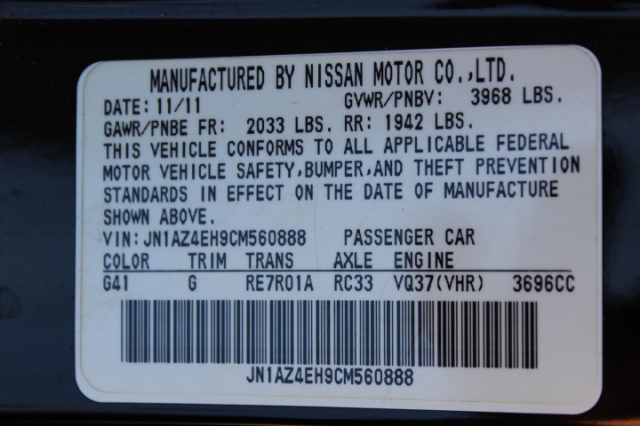 MANUFACTURED BY NISSAN MOTOR CO.,LTD.
DATE: 11/11 GVWR/PNBV: 3968 LBS.
GAWR/PNBE FR: 2033 LBS. RR: 1942 LBS.
THIS VEHICLE CONFORMS TO ALL APPLICABLE FEDERAL
MOTOR VEHICLE SAFETY,BUMPER,AND THEFT PREVENTION
STANDARDS IN EFFECT ON THE DATE OF MANUFACTURE
SHOWN ABOVE.
VIN:JN1AZ4EH9CM560888 PASSENGER CAR
COLOR TRIM TRANS AXLE ENGINE
G41 G RE7R01A RC33 VQ37(VHR) 3696CC
JN1AZ4EH9CM560888